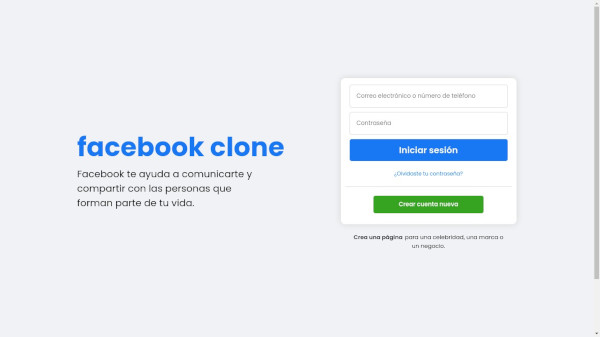 facebook clone
Facebook te ayuda a comunicarte y
compartir con las personas que
forman parte de tu vida.
Correo electrónico o número de teléfono
Contraseña
Iniciar sesión
¿Olvidaste tu contraseña?
Crear cuenta nueva
Crea una página para una celebridad, una marca o
un negocio.